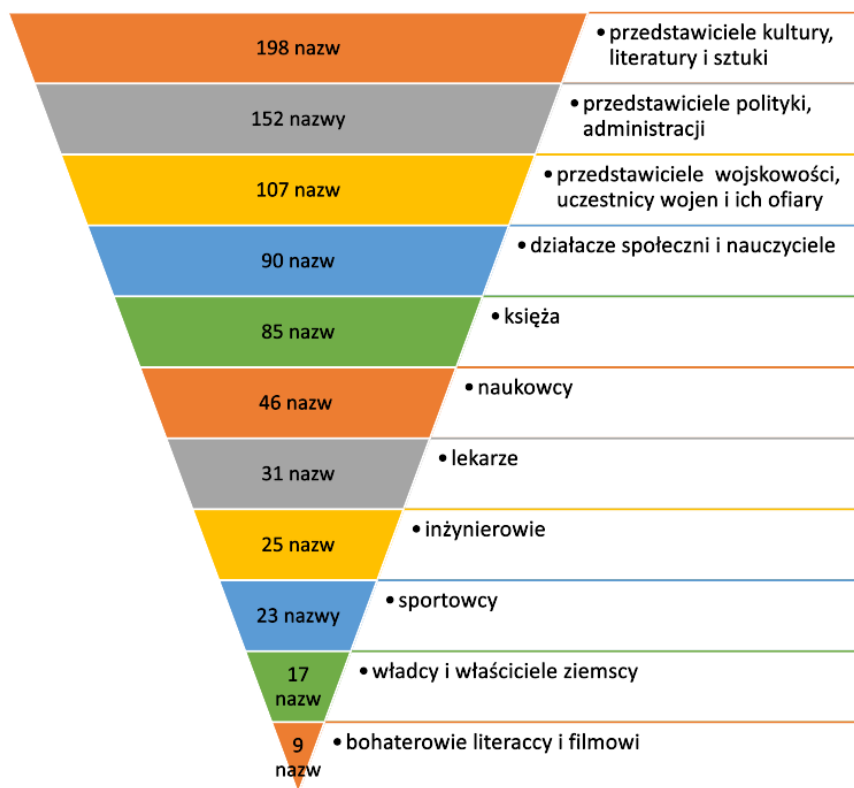 198 nazw
• przedstawiciele kultury,
literatury i sztuki
152 nazwy
• przedstawiciele polityki,
administracji
107 nazw
• przedstawiciele wojskowości,
uczestnicy wojen i ich ofiary
90 nazw
• działacze społeczni i nauczyciele
85 nazw
• księża
46 nazw
• naukowcy
31 nazw
• lekarze
25 nazw
• inżynierowie
23 nazwy
• sportowcy
17
nazw
• władcy i właściciele ziemscy
9
nazw
• bohaterowie literaccy i filmowi